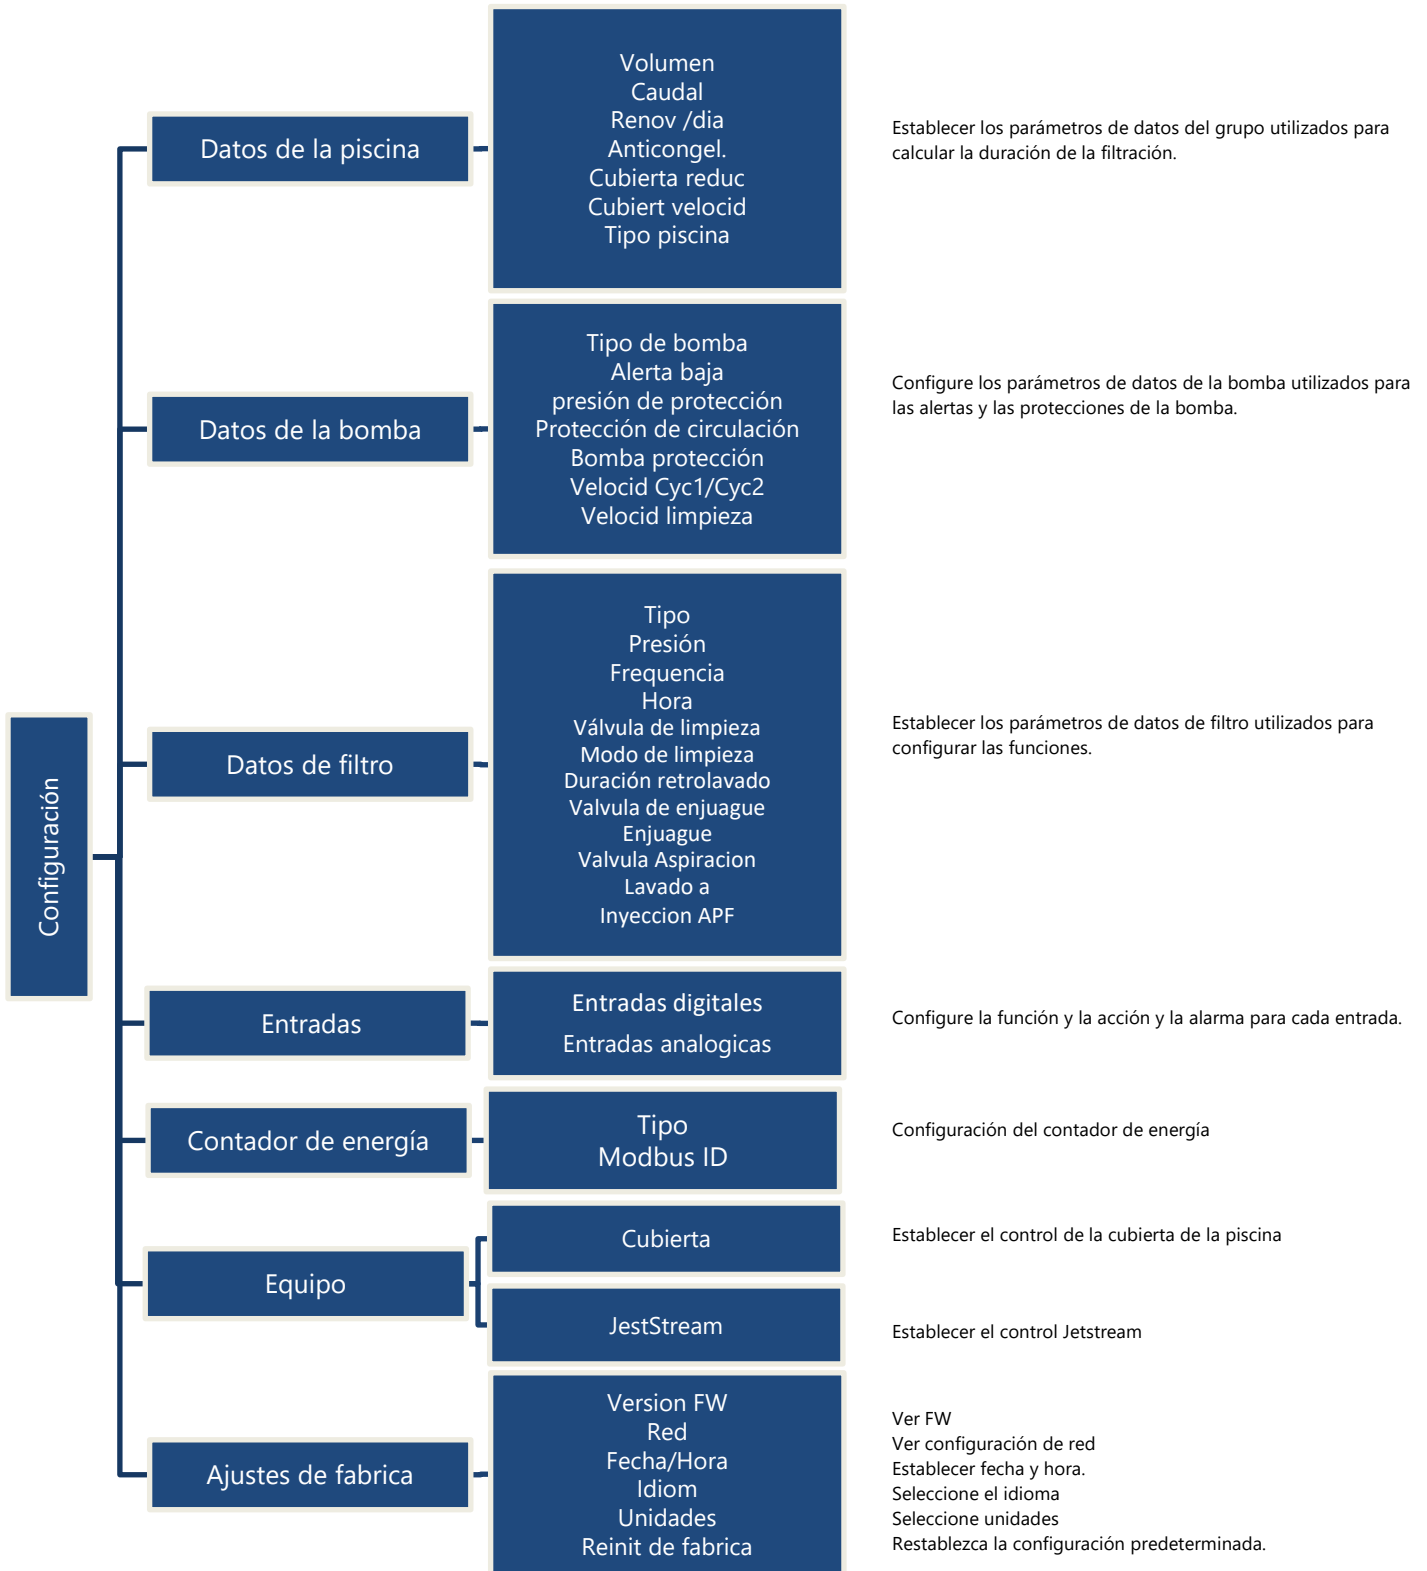 Configuración
Datos de la piscina
Volumen
Caudal
Renov /dia
Anticongel.
Cubierta reduc
Cubiert velocid
Tipo piscina
Establecer los parámetros de datos del grupo utilizados para
calcular la duración de la filtración.
Datos de la bomba
Tipo de bomba
Alerta baja
presión de protección
Protección de circulación
Bomba protección
Velocid Cyc1/Cyc2
Velocid limpieza
Configure los parámetros de datos de la bomba utilizados para
las alertas y las protecciones de la bomba.
Datos de filtro
Tipo
Presión
Frequencia
Hora
Válvula de limpieza
Modo de limpieza
Duración retrolavado
Valvula de enjuague
Enjuague
Valvula Aspiracion
Lavado a
Inyeccion APF
Establecer los parámetros de datos de filtro utilizados para
configurar las funciones.
Entradas
Entradas digitales
Entradas analogicas
Configure la función y la acción y la alarma para cada entrada.
Contador de energía
Tipo
Modbus ID
Configuración del contador de energía
Equipo
Cubierta
Establecer el control de la cubierta de la piscina
JestStream
Establecer el control Jetstream
Ajustes de fabrica
Version FW
Red
Fecha/Hora
Idiom
Unidades
Reinit de fabrica
Ver FW
Ver configuración de red
Establecer fecha y hora.
Seleccione el idioma
Seleccione unidades
Restablezca la configuración predeterminada.